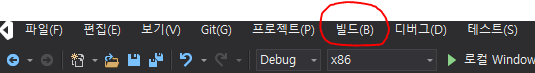 파일(F) 편집(E) 보기(V) Git(G) 프로젝트(P) 빌드(B) 디버그(D) 테스트(S)
Debug x86 로컬 Window